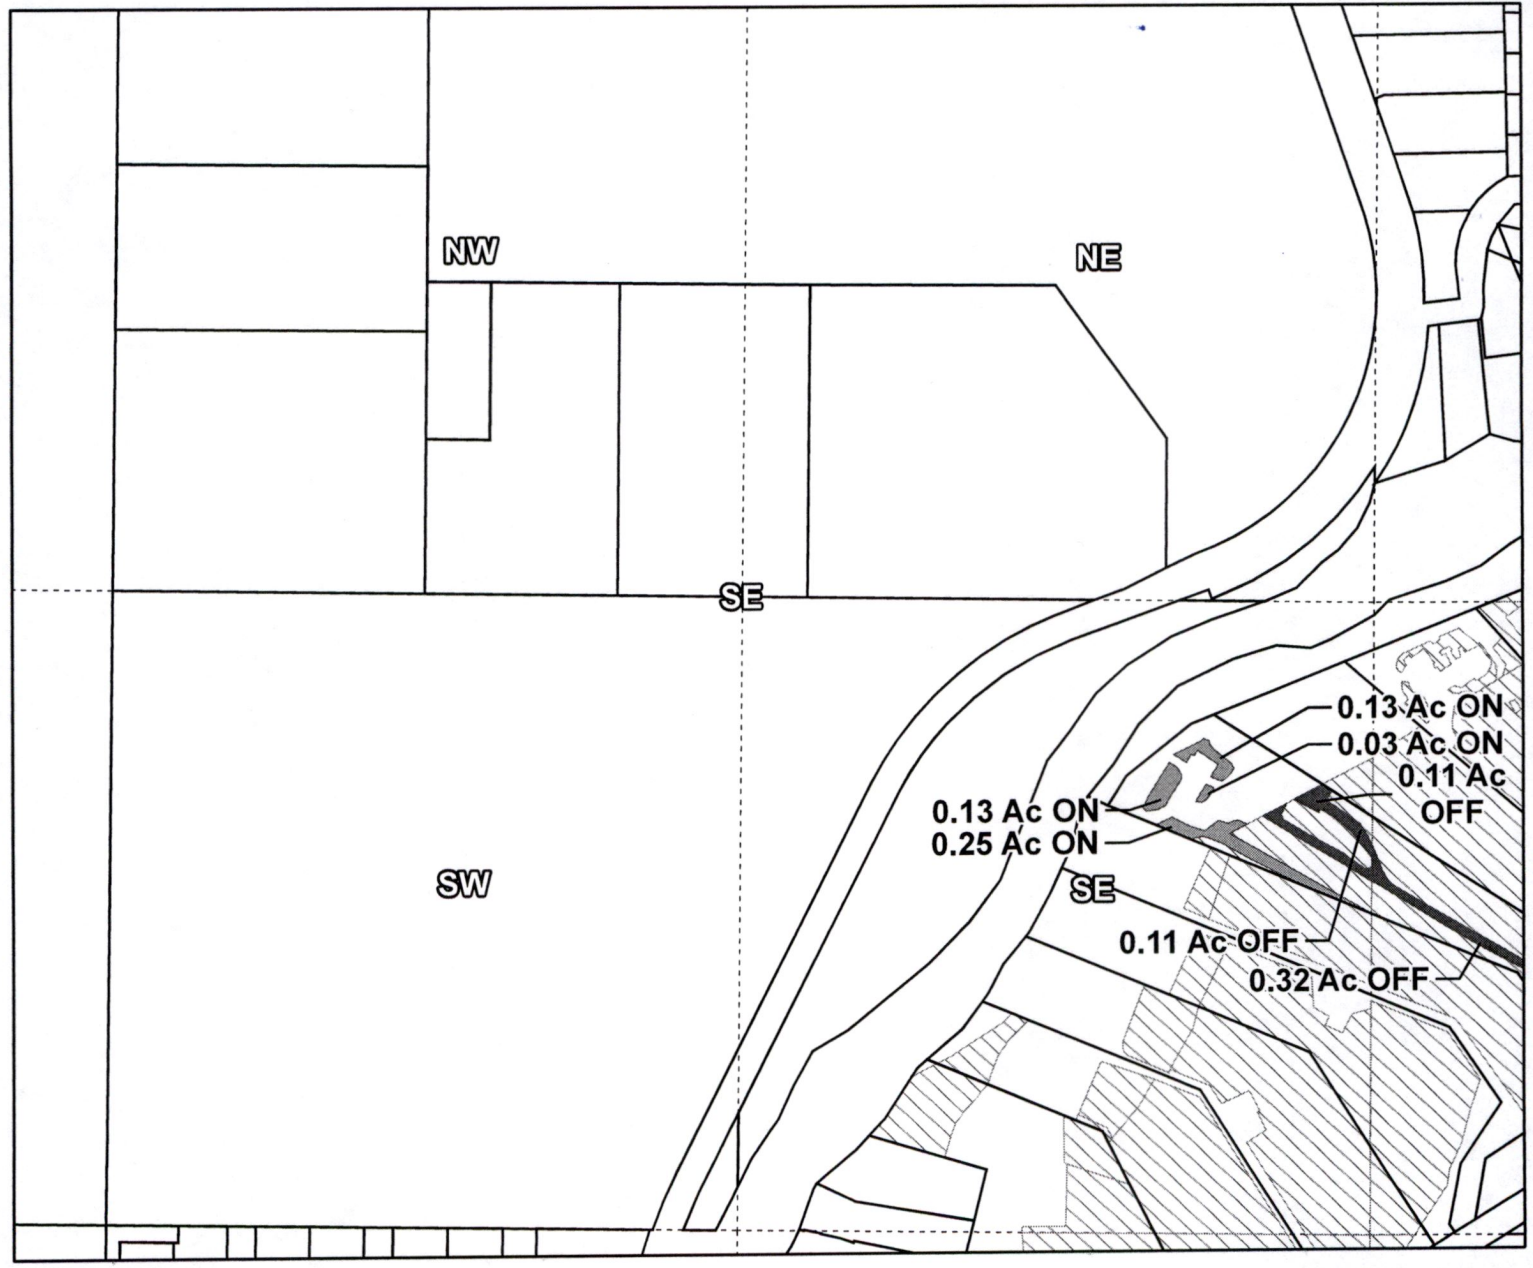 NW
NE
SE
0.13 Ac ON
0.03 Ac ON
0.11 Ac
OFF
0.13 Ac ON
0.25 Ac ON
SW
SE
0.11 Ac OFF
0.32 Ac OFF